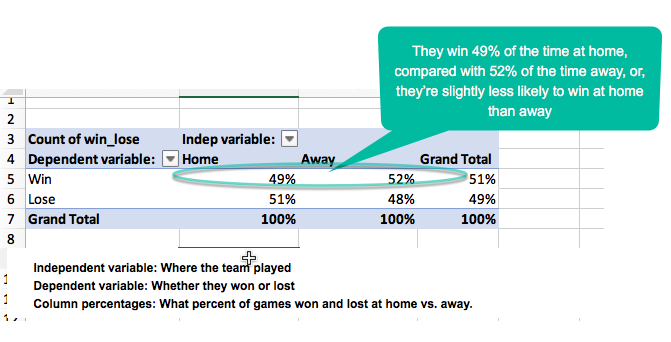 They win 49% of the time at home,
compared with 52% of the time away, or,
they're slightly less likely to win at home
than away
1
2
3 Count of win_lose Indep variable:
4 Dependent variable: Home Away Grand Total
5 Win 49% 52% 51%
6 Lose 51% 48% 49%
7 Grand Total 100% 100% 100%
8
Independent variable: Where the team played
Dependent variable: Whether they won or lost
Column percentages: What percent of games won and lost at home vs. away.